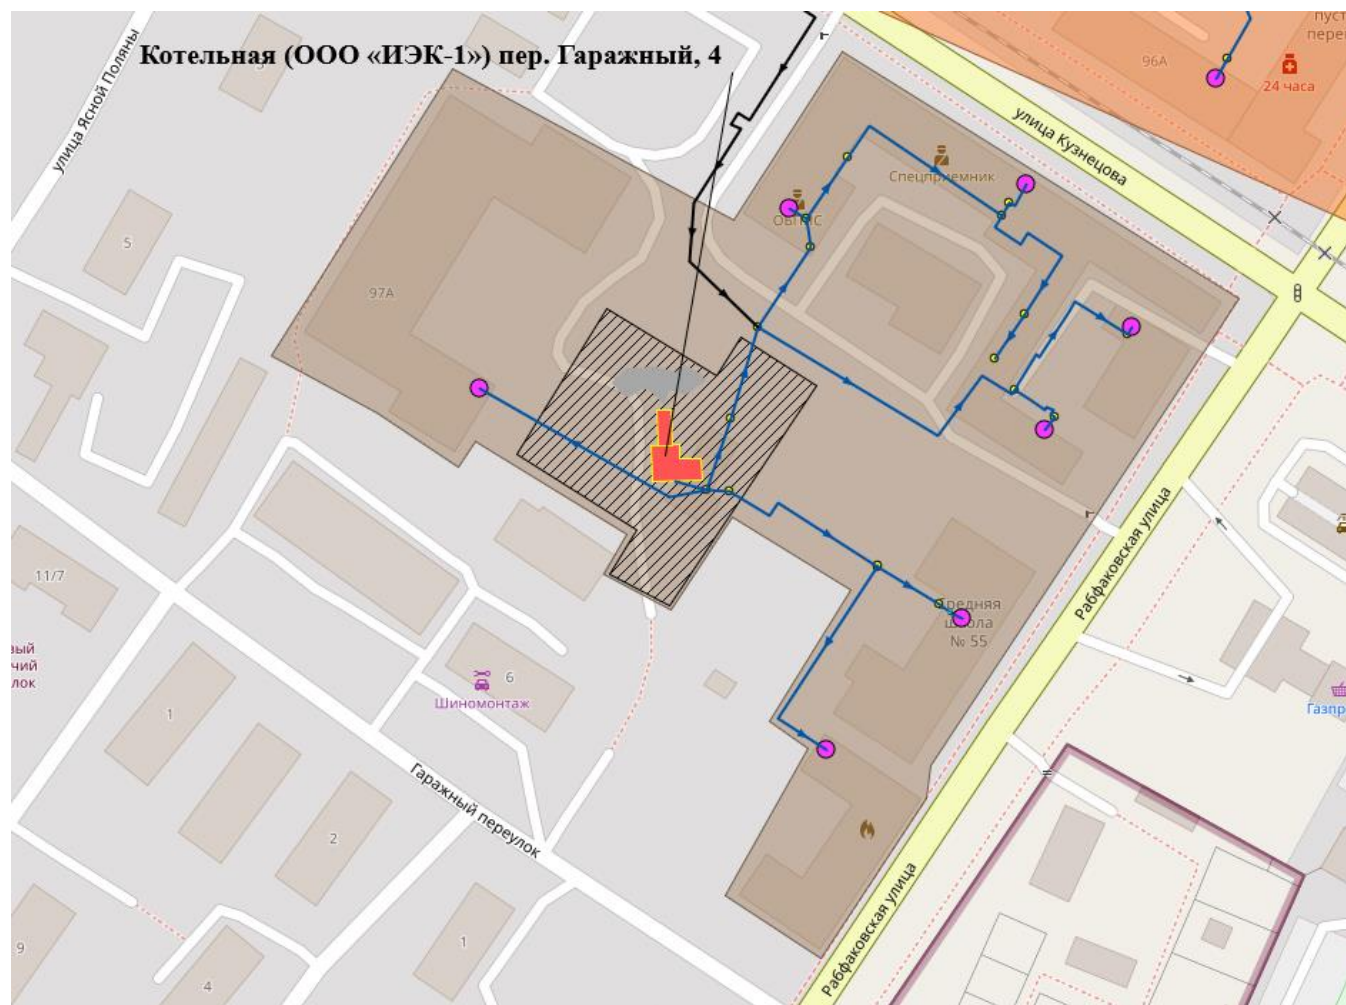 Котельная (ООО «ИЭК-1») пер. Гаражный, 4
улица Ясной Поляны
5
97А
96А
24 часа
улица Кузнецова
Спецприемник
11/7
6
Шиномонтаж
Средняя
школа
№ 55
Рабфаковская улица
1
2
Гаражный переулок
1
4
9
Рабфаковская улица